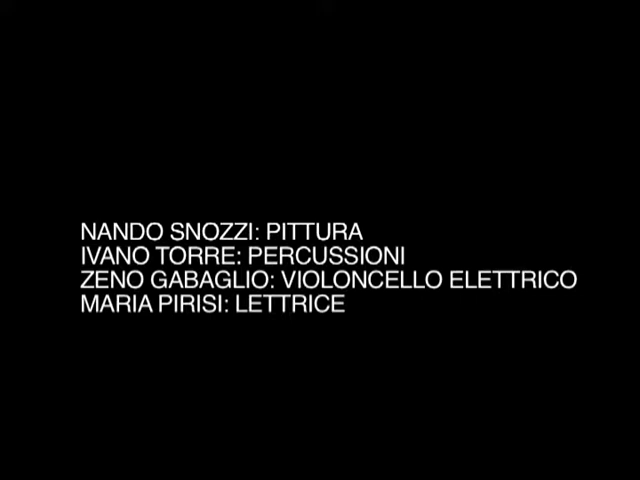 NANDO SNOZZI: PITTURA
IVANO TORRE: PERCUSSIONI
ZENO GABAGLIO: VIOLONCELLO ELETTRICO
MARIA PIRISI: LETTRICE